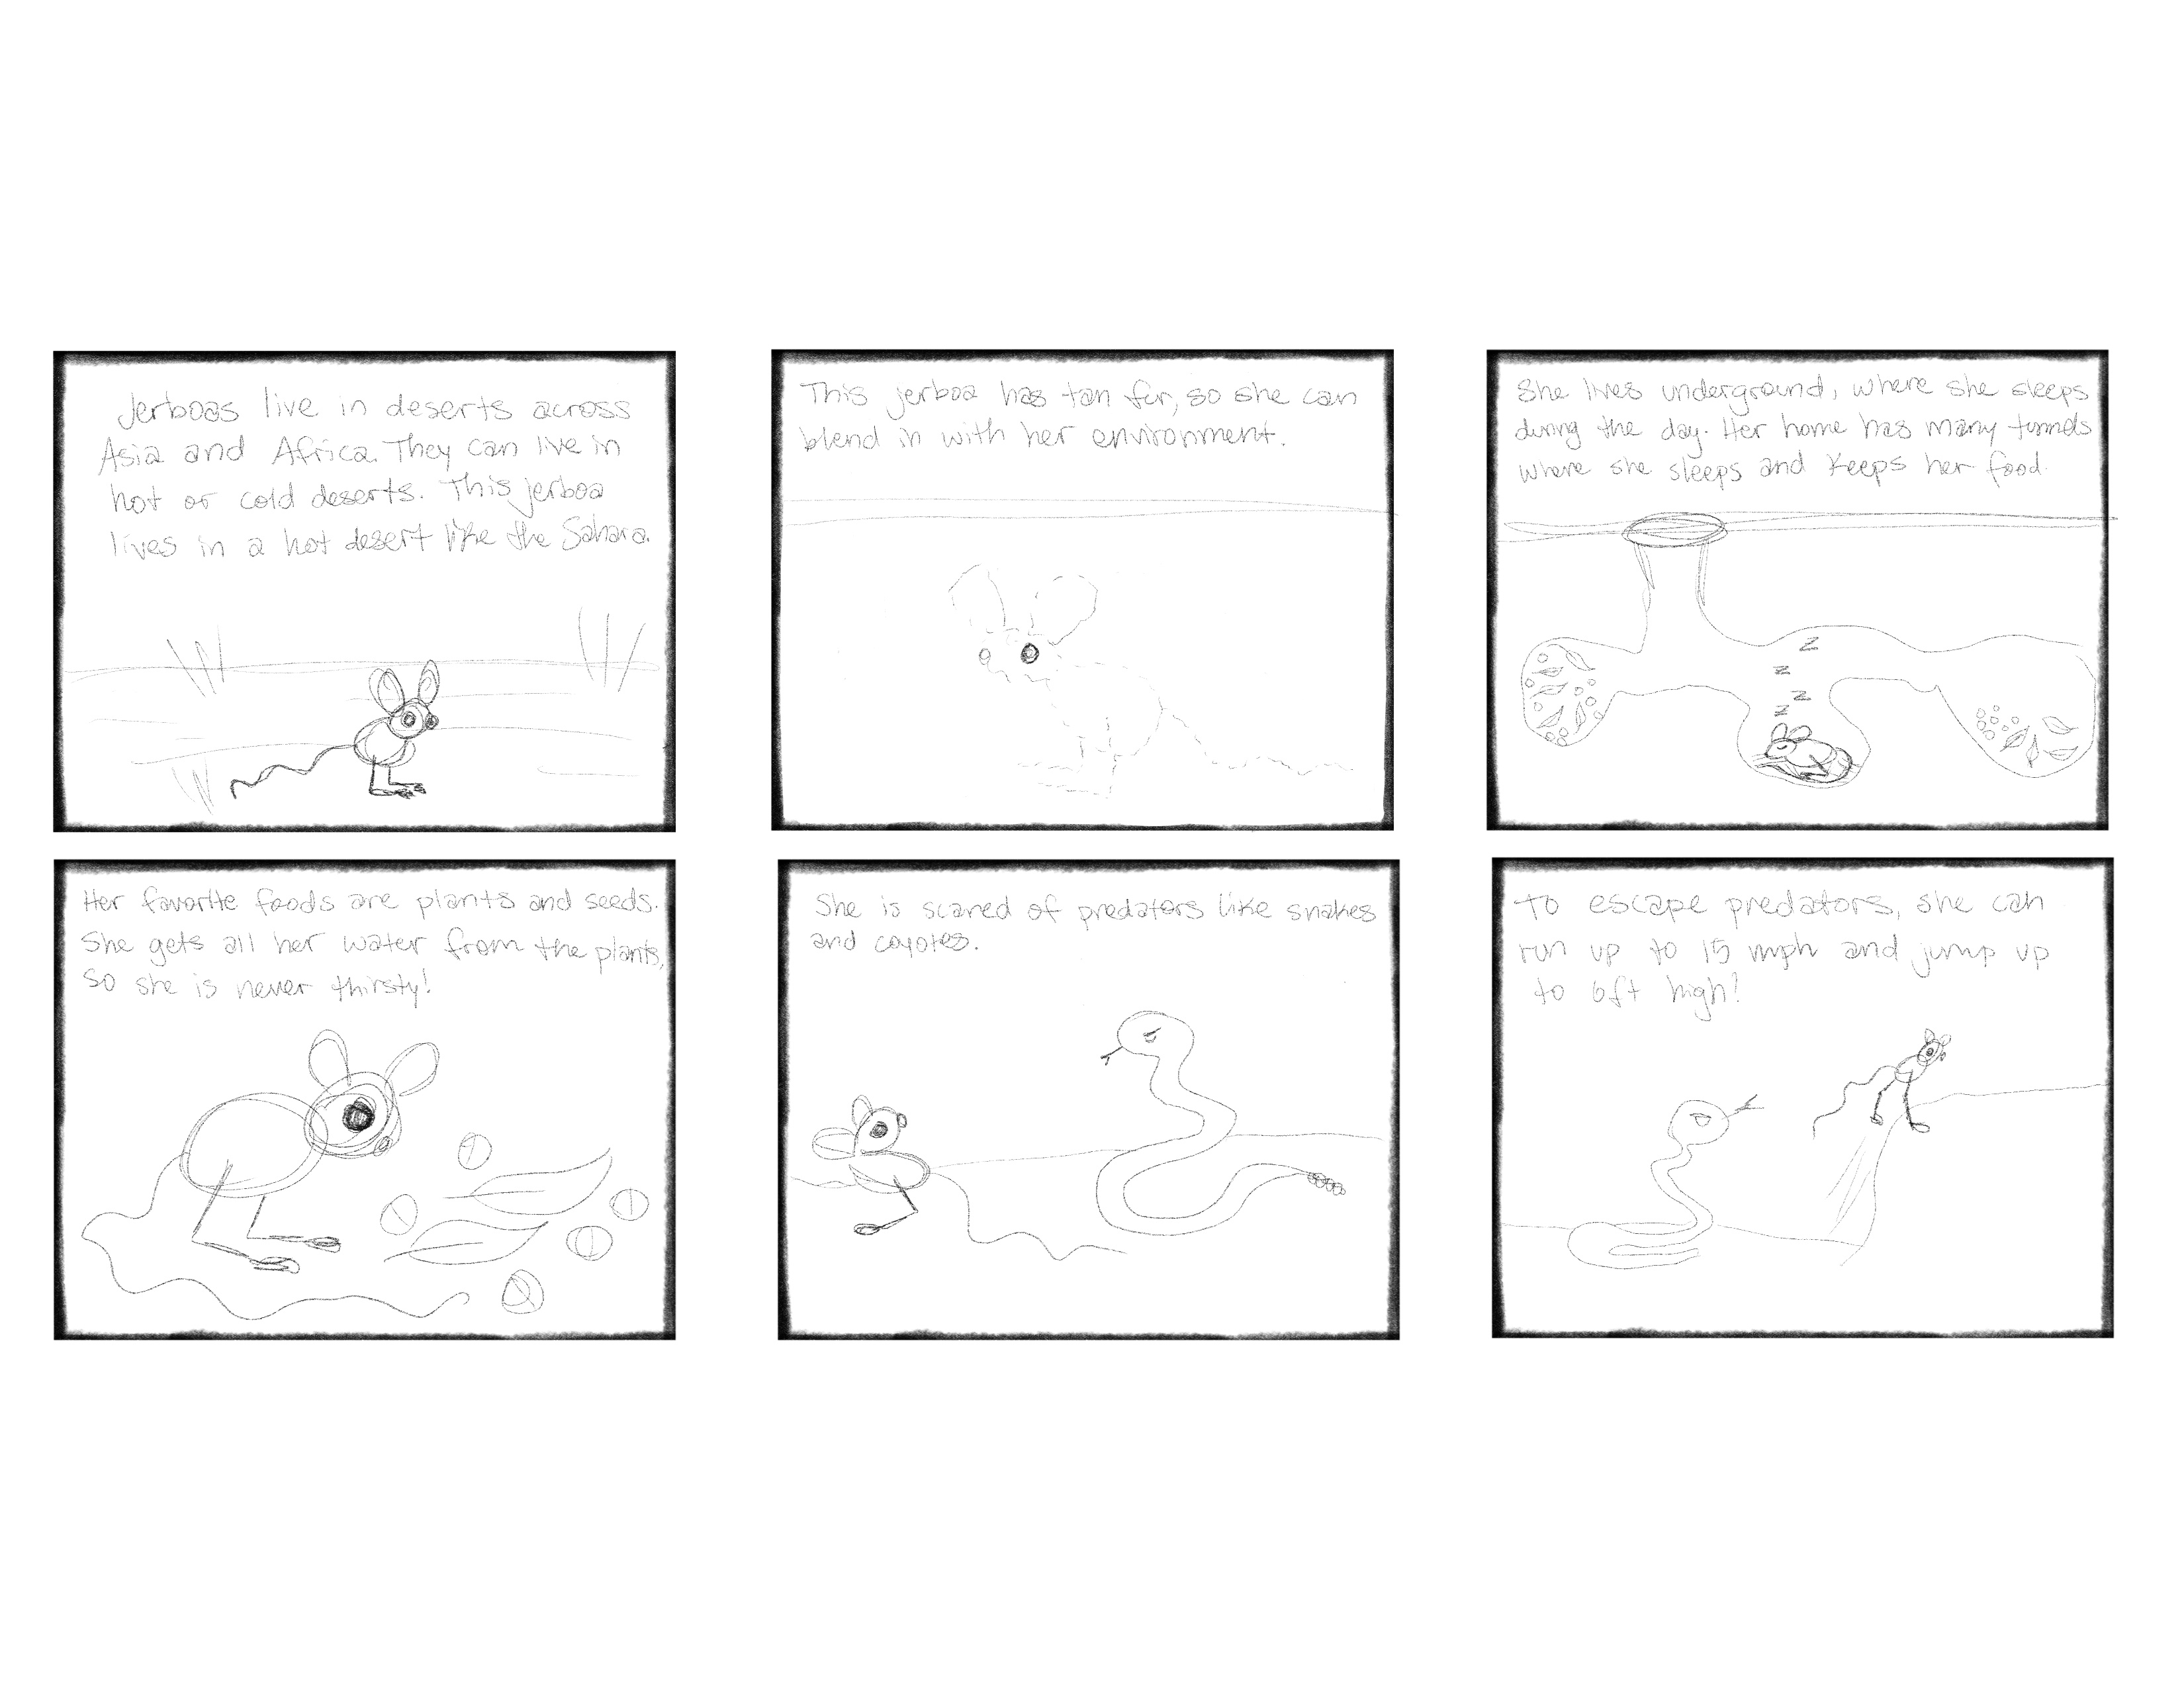 Jerboas live in deserts across
Asia and Africa. They can live in
hot or cold deserts. This jerboa
lives in a hot desert like the Sahara.
This jerboa has tan fur, so she can
blend in with her environment.
She lives underground, where she sleeps
during the day. Her home has many tunnels
where she sleeps and keeps her food.
z
z
z
z
Her favorite foods are plants and seeds.
She gets all her water from the plants,
so she is never thirsty!
She is scared of predators like snakes
and coyotes.
To escape predators, she can
run up to 15 mph and jump up
to 6ft high!